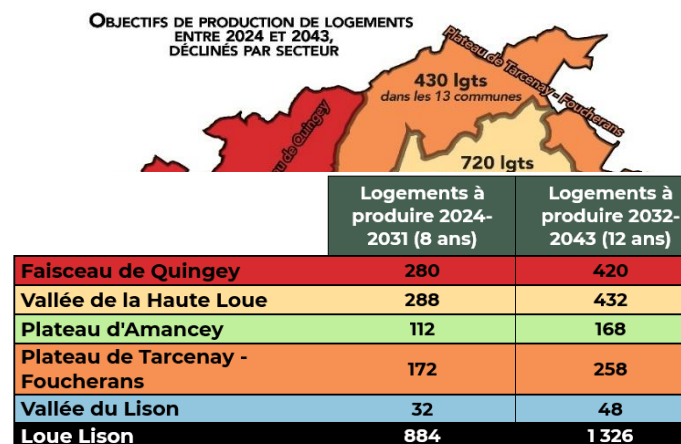 OBJECTIFS DE PRODUCTION DE LOGEMENTS
ENTRE 2024 ET 2043,
DÉCLINÉS PAR SECTEUR
Plateau de Tarcenay - Foucherans
430 lgts
dans les 13 communes
de Quingey
720 lgts
Logements à produire 2024-2031 (8 ans)
Logements à produire 2032-2043 (12 ans)
Faisceau de Quingey 280 420
Vallée de la Haute Loue 288 432
Plateau d'Amancey 112 168
Plateau de Tarcenay - Foucherans 172 258
Vallée du Lison 32 48
Loue Lison 884 1 326